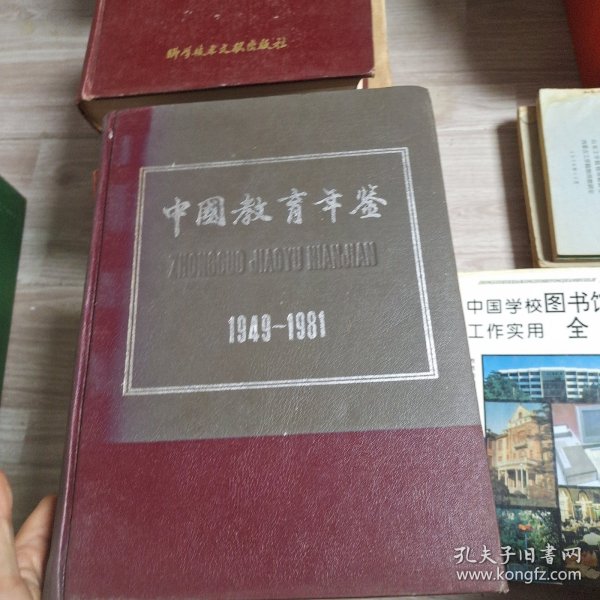 科学技术文献出版社
中國教育年鉴
ZHONGGUO JIAOYU NIANJIAN
1949-1981
中国学校图书馆
工作实用 全
孔夫子旧书网
www.kongfz.com